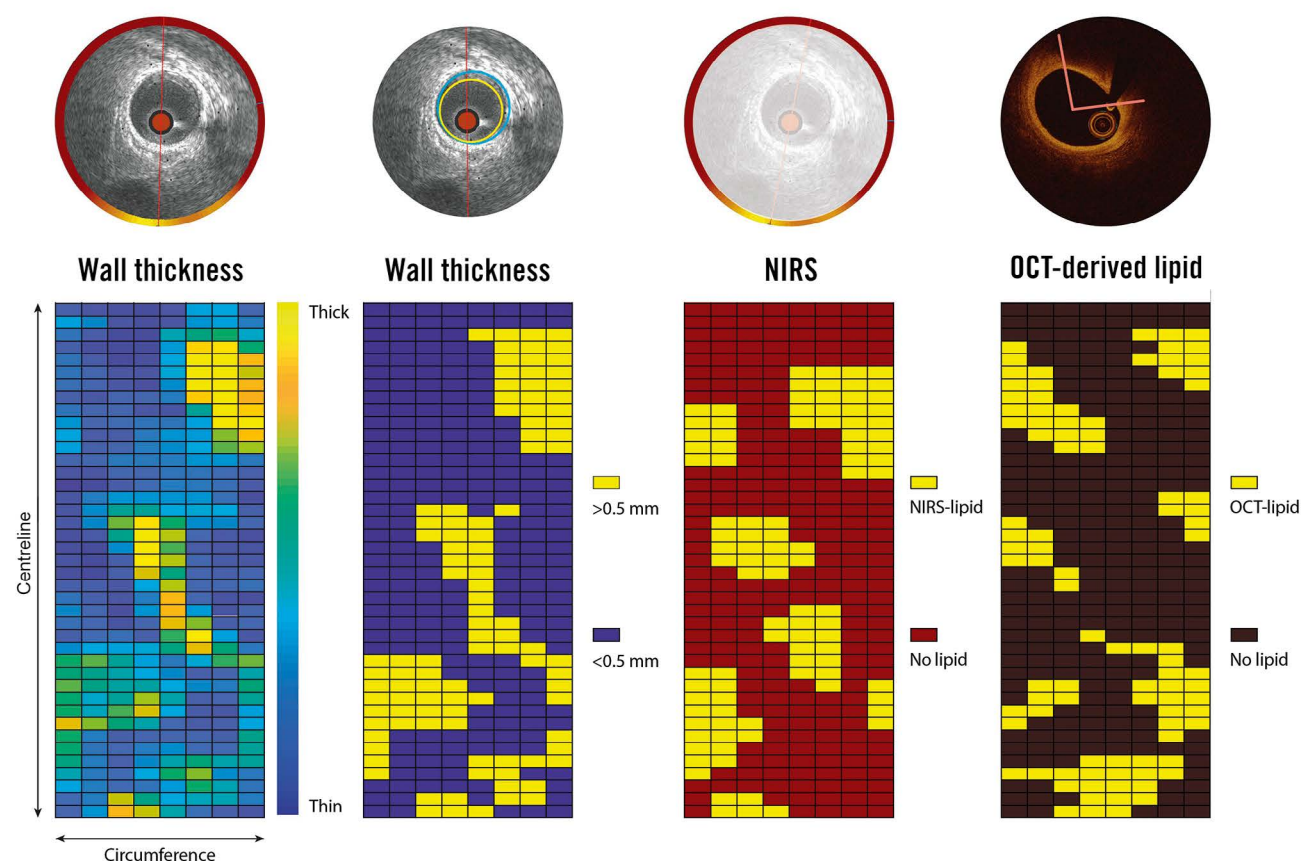 Wall thickness
Wall thickness
NIRS
OCT-derived lipid
Thick
Thin
Centreline
Circumference
>0.5 mm
<0.5 mm
NIRS-lipid
No lipid
OCT-lipid
No lipid